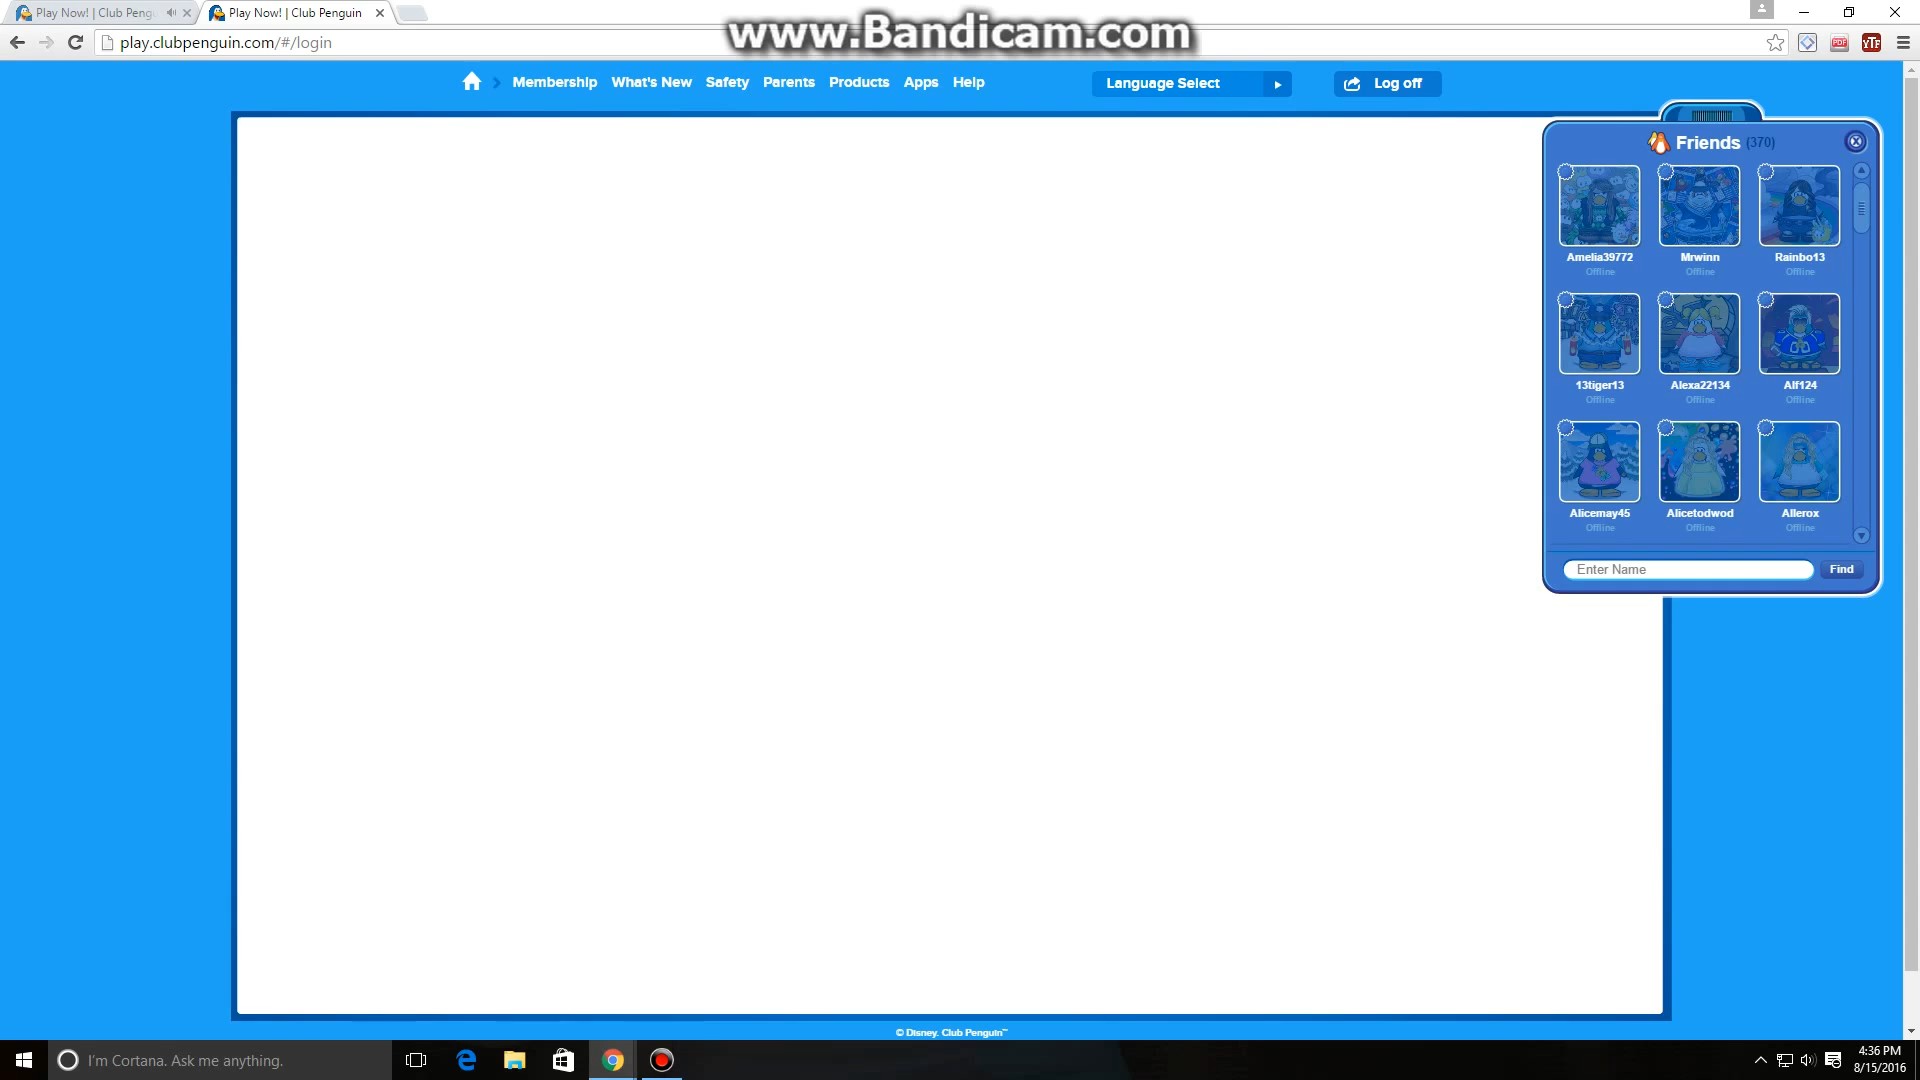 Play Now! | Club Peng
Play Now! | Club Penguin
www.Bandicam.com
play.clubpenguin.com/#/login
PDF
YTF
Membership
What's New
Safety
Parents
Products
Apps
Help
Language Select
Log off
Friends (370)
Amelia39772
Mrwinn
Rainbo13
Offline
Offline
Offline
13tiger13
Alexa22134
Alf124
Offline
Offline
Offline
Alicemay45
Alicetodwod
Allerox
Offline
Offline
Offline
Enter Name
Find
© Disney. Club Penguin™
I'm Cortana. Ask me anything.
4:36 PM
8/15/2016